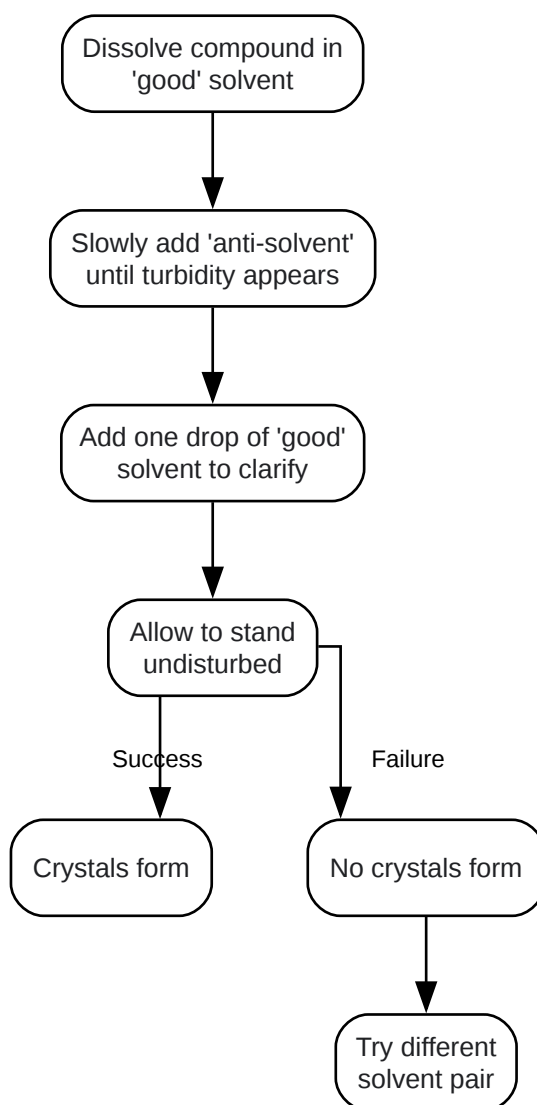 Dissolve compound in
'good' solvent
Slowly add 'anti-solvent'
until turbidity appears
Add one drop of 'good'
solvent to clarify
Allow to stand
undisturbed
Success
Failure
Crystals form
No crystals form
Try different
solvent pair